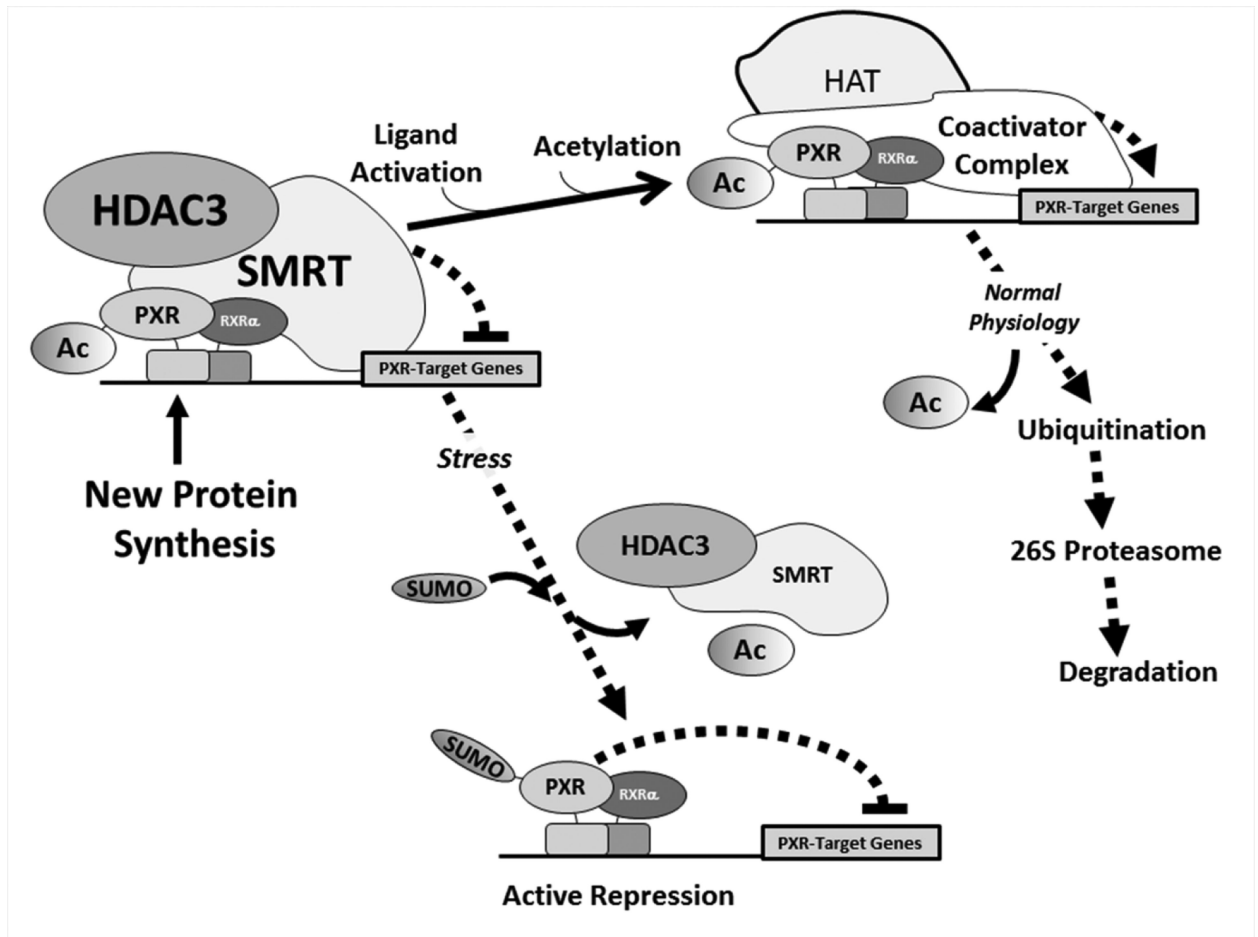 HAT
Coactivator
Complex
PXR
RXRα
Ac
PXR-Target Genes
Ligand
Activation
Acetylation
HDAC3
SMRT
PXR
RXRα
Ac
PXR-Target Genes
New Protein
Synthesis
Normal
Physiology
Ac
Ubiquitination
26S Proteasome
Degradation
Stress
SUMO
HDAC3
SMRT
Ac
SUMO
PXR
RXRα
PXR-Target Genes
Active Repression